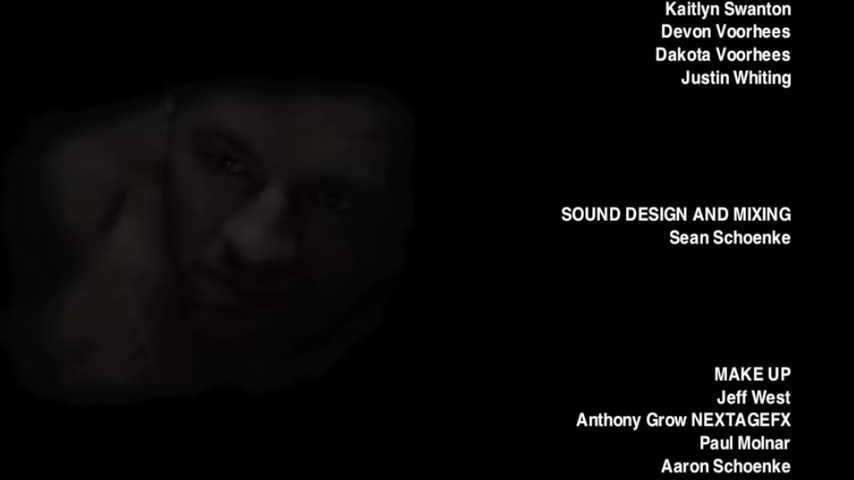 Kaitlyn Swanton
Devon Voorhees
Dakota Voorhees
Justin Whiting
SOUND DESIGN AND MIXING
Sean Schoenke
MAKE UP
Jeff West
Anthony Grow NEXTAGEFX
Paul Molnar
Aaron Schoenke